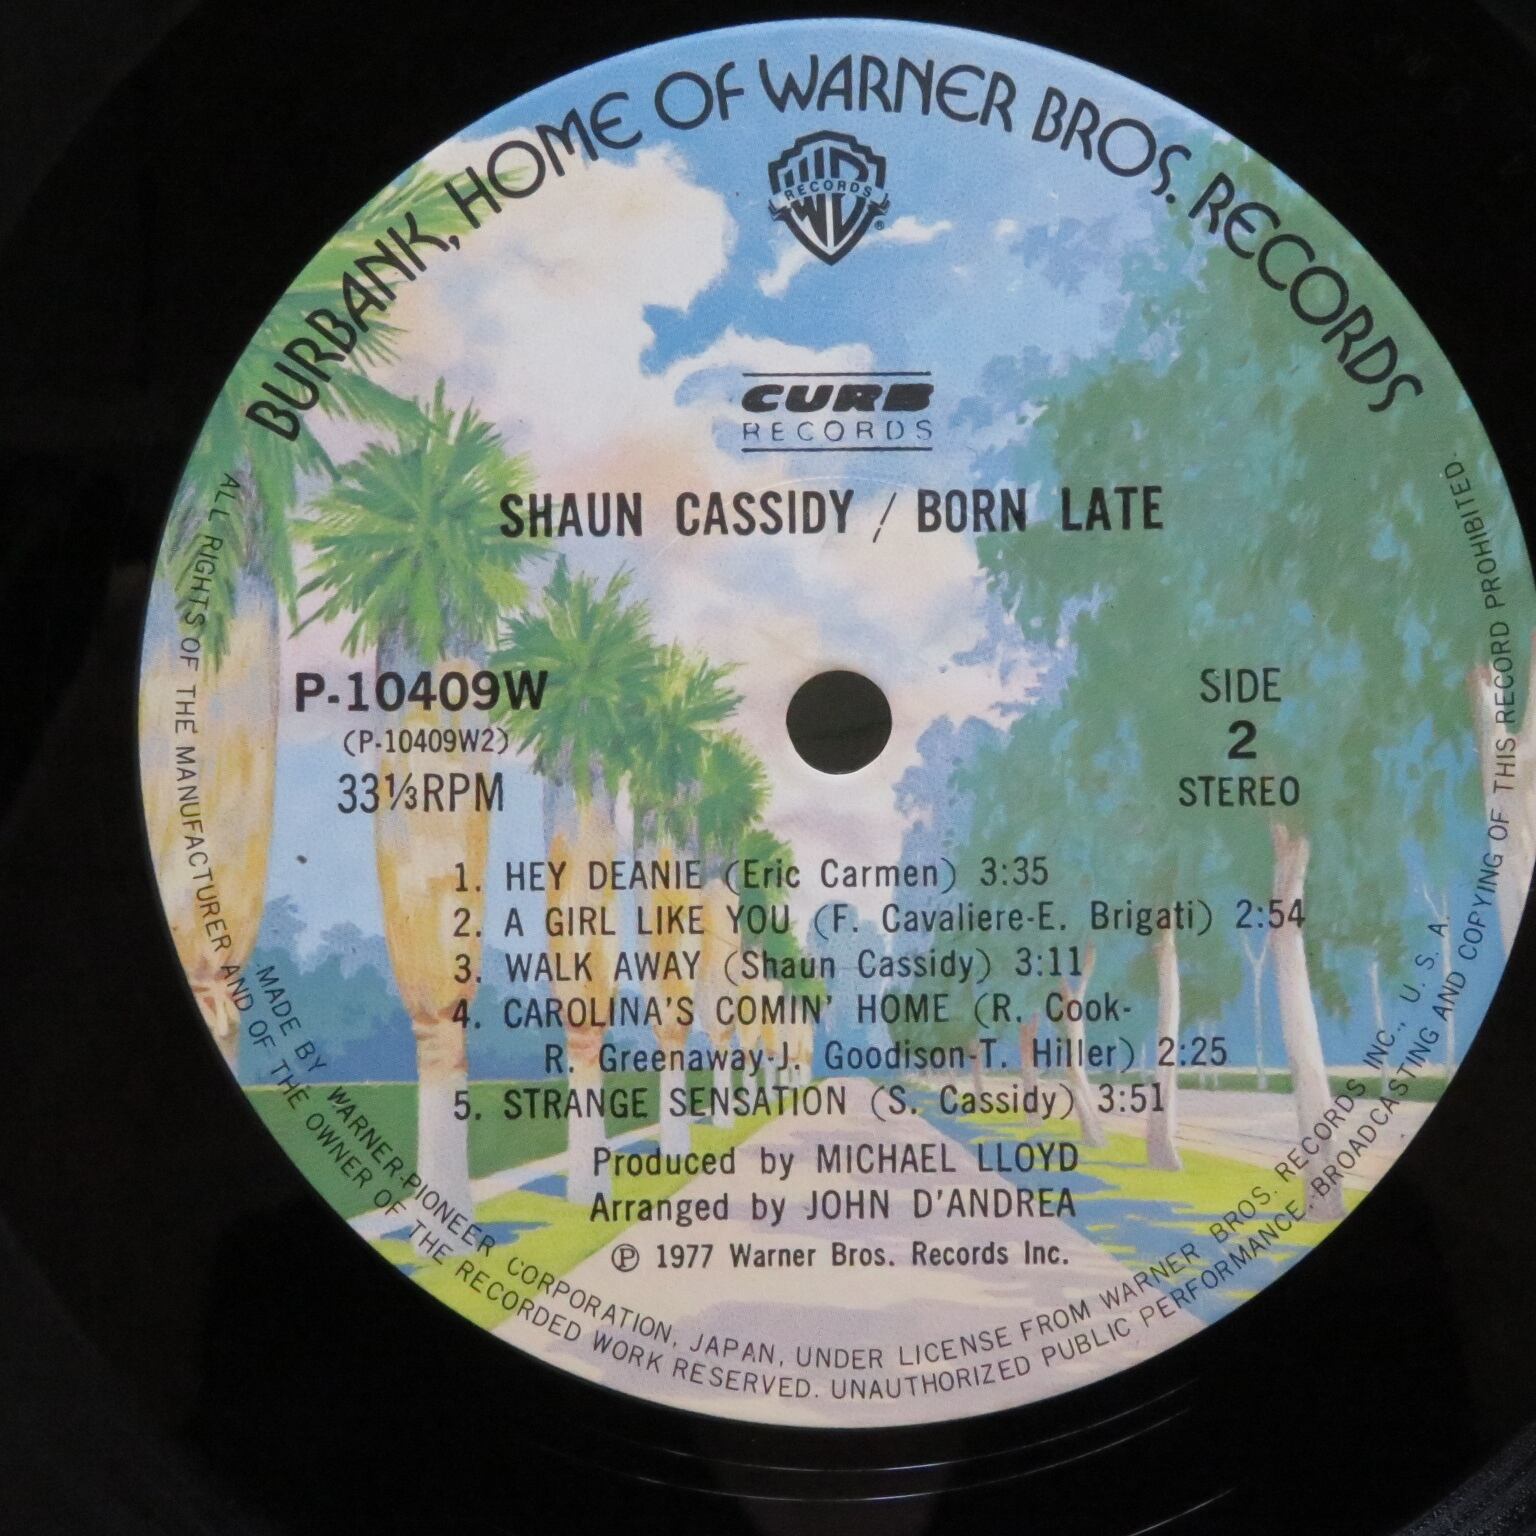 BURBANK, HOME OF WARNER BROS. RECORDS
RECORDS
®
CURB
RECORDS
SHAUN CASSIDY / BORN LATE
P-10409W
(P-10409W2)
33⅓RPM
SIDE
2
STEREO
1. HEY DEANIE (Eric Carmen) 3:35
2. A GIRL LIKE YOU (F. Cavaliere-E. Brigati) 2:54
3. WALK AWAY (Shaun Cassidy) 3:11
4. CAROLINA'S COMIN' HOME (R. Cook-
R. Greenaway-J. Goodison-T. Hiller) 2:25
5. STRANGE SENSATION (S. Cassidy) 3:51
Produced by MICHAEL LLOYD
Arranged by JOHN D'ANDREA
℗ 1977 Warner Bros. Records Inc.
MADE BY WARNER-PIONEER CORPORATION, JAPAN, UNDER LICENSE FROM WARNER BROS. RECORDS INC., U. S. A.
ALL RIGHTS OF THE MANUFACTURER AND OF THE OWNER OF THE RECORDED WORK RESERVED. UNAUTHORIZED PUBLIC PERFORMANCE, BROADCASTING AND COPYING OF THIS RECORD PROHIBITED.